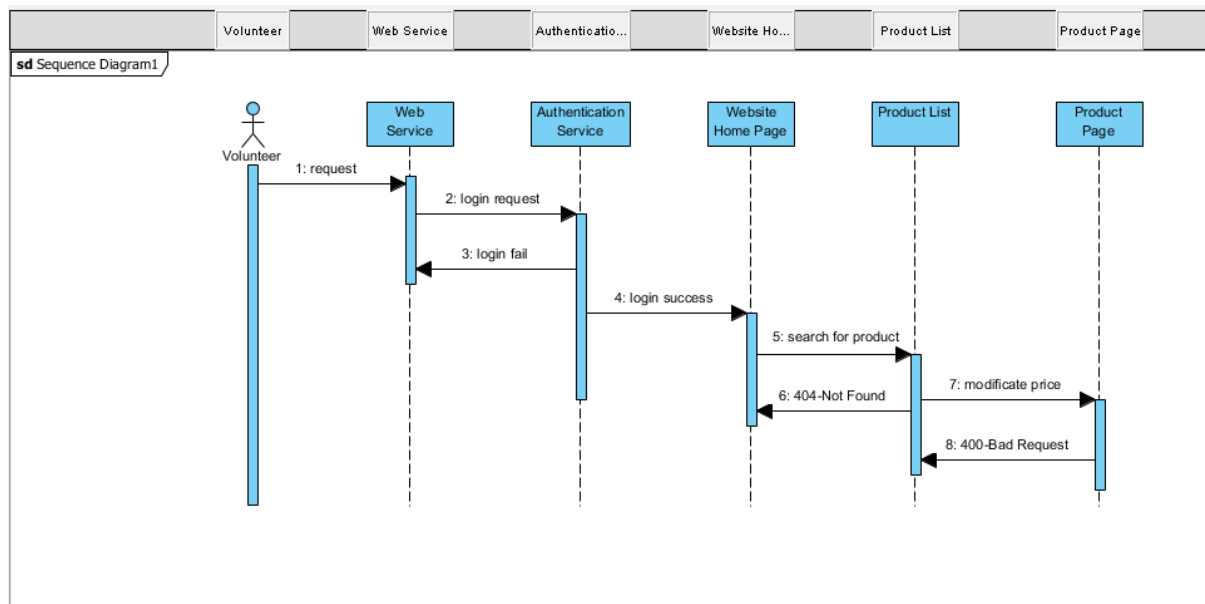 Volunteer
Web Service
Authenticatio...
Website Ho...
Product List
Product Page
sd Sequence Diagram1
Volunteer
Web
Service
Authentication
Service
Website
Home Page
Product List
Product
Page
1: request
2: login request
3: login fail
4: login success
5: search for product
6: 404-Not Found
7: modificate price
8: 400-Bad Request